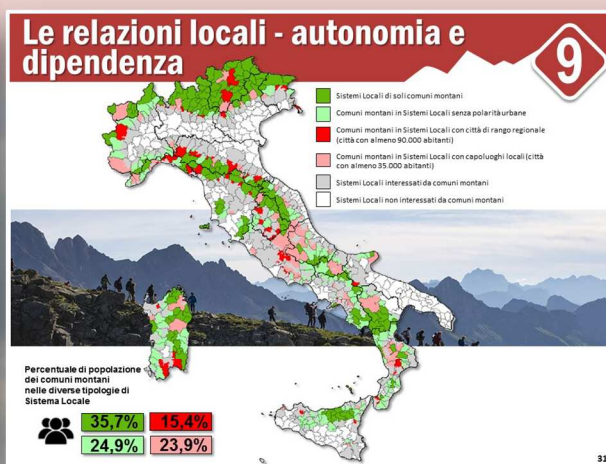 Le relazioni locali - autonomia e
dipendenza
9
Sistemi Locali di soli comuni montani
Comuni montani in Sistemi Locali senza polarità urbane
Comuni montani in Sistemi Locali con città di rango regionale
(città con almeno 90.000 abitanti)
Comuni montani in Sistemi Locali con capoluoghi locali (città
con almeno 35.000 abitanti)
Sistemi Locali interessati da comuni montani
Sistemi Locali non interessati da comuni montani
Percentuale di popolazione
dei comuni montani
nelle diverse tipologie di
Sistema Locale
35,7% 15,4%
24,9% 23,9%
31